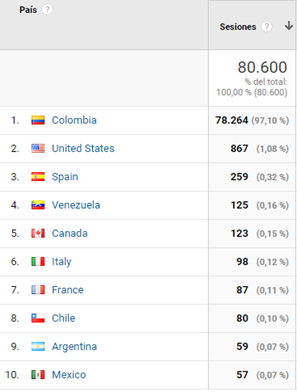 País ? Sesiones ?
80.600
% del total:
100,00 % (80.600)
1. Colombia 78.264 (97,10 %)
2. United States 867 (1,08 %)
3. Spain 259 (0,32 %)
4. Venezuela 125 (0,16 %)
5. Canada 123 (0,15 %)
6. Italy 98 (0,12 %)
7. France 87 (0,11 %)
8. Chile 80 (0,10 %)
9. Argentina 59 (0,07 %)
10. Mexico 57 (0,07 %)